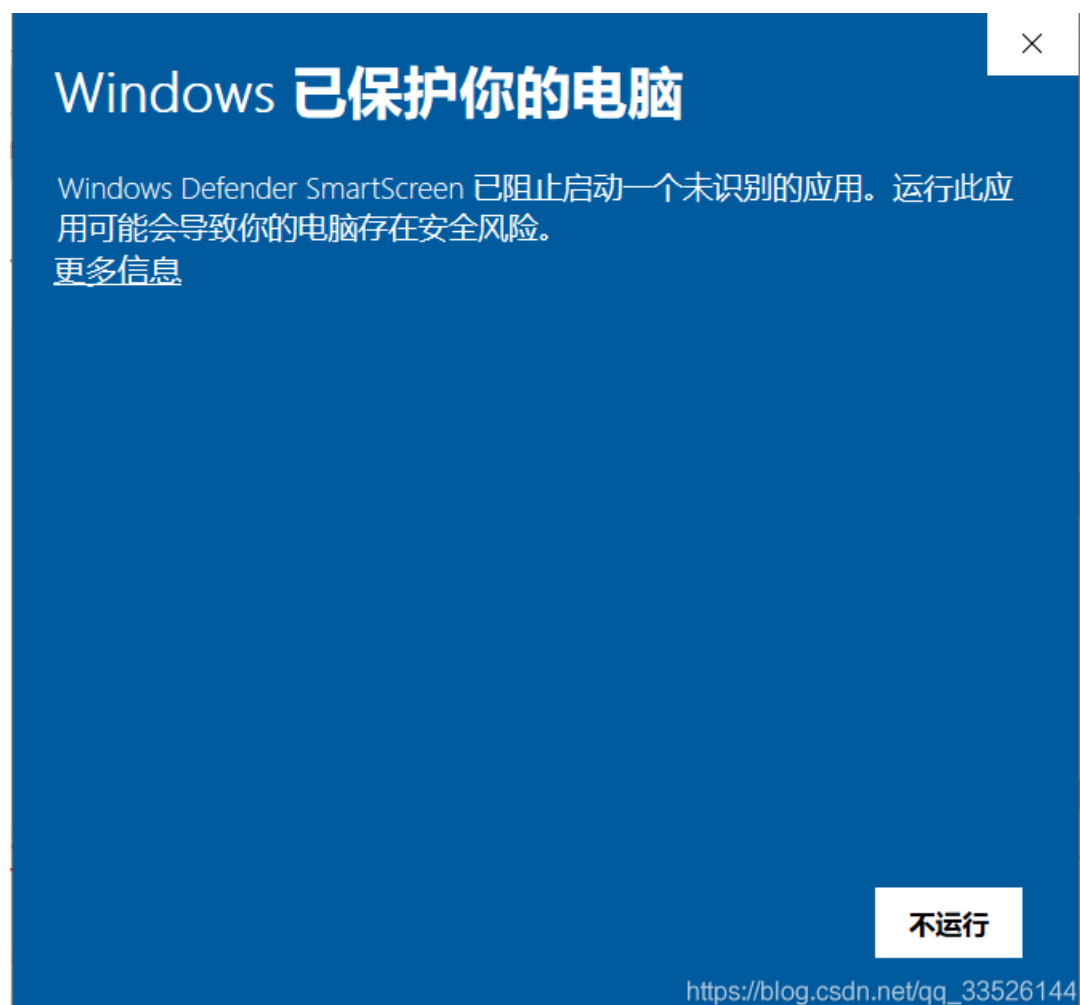 Windows 已保护你的电脑
Windows Defender SmartScreen 已阻止启动一个未识别的应用。运行此应
用可能会导致你的电脑存在安全风险。
更多信息
不运行
https://blog.csdn.net/qq_33526144